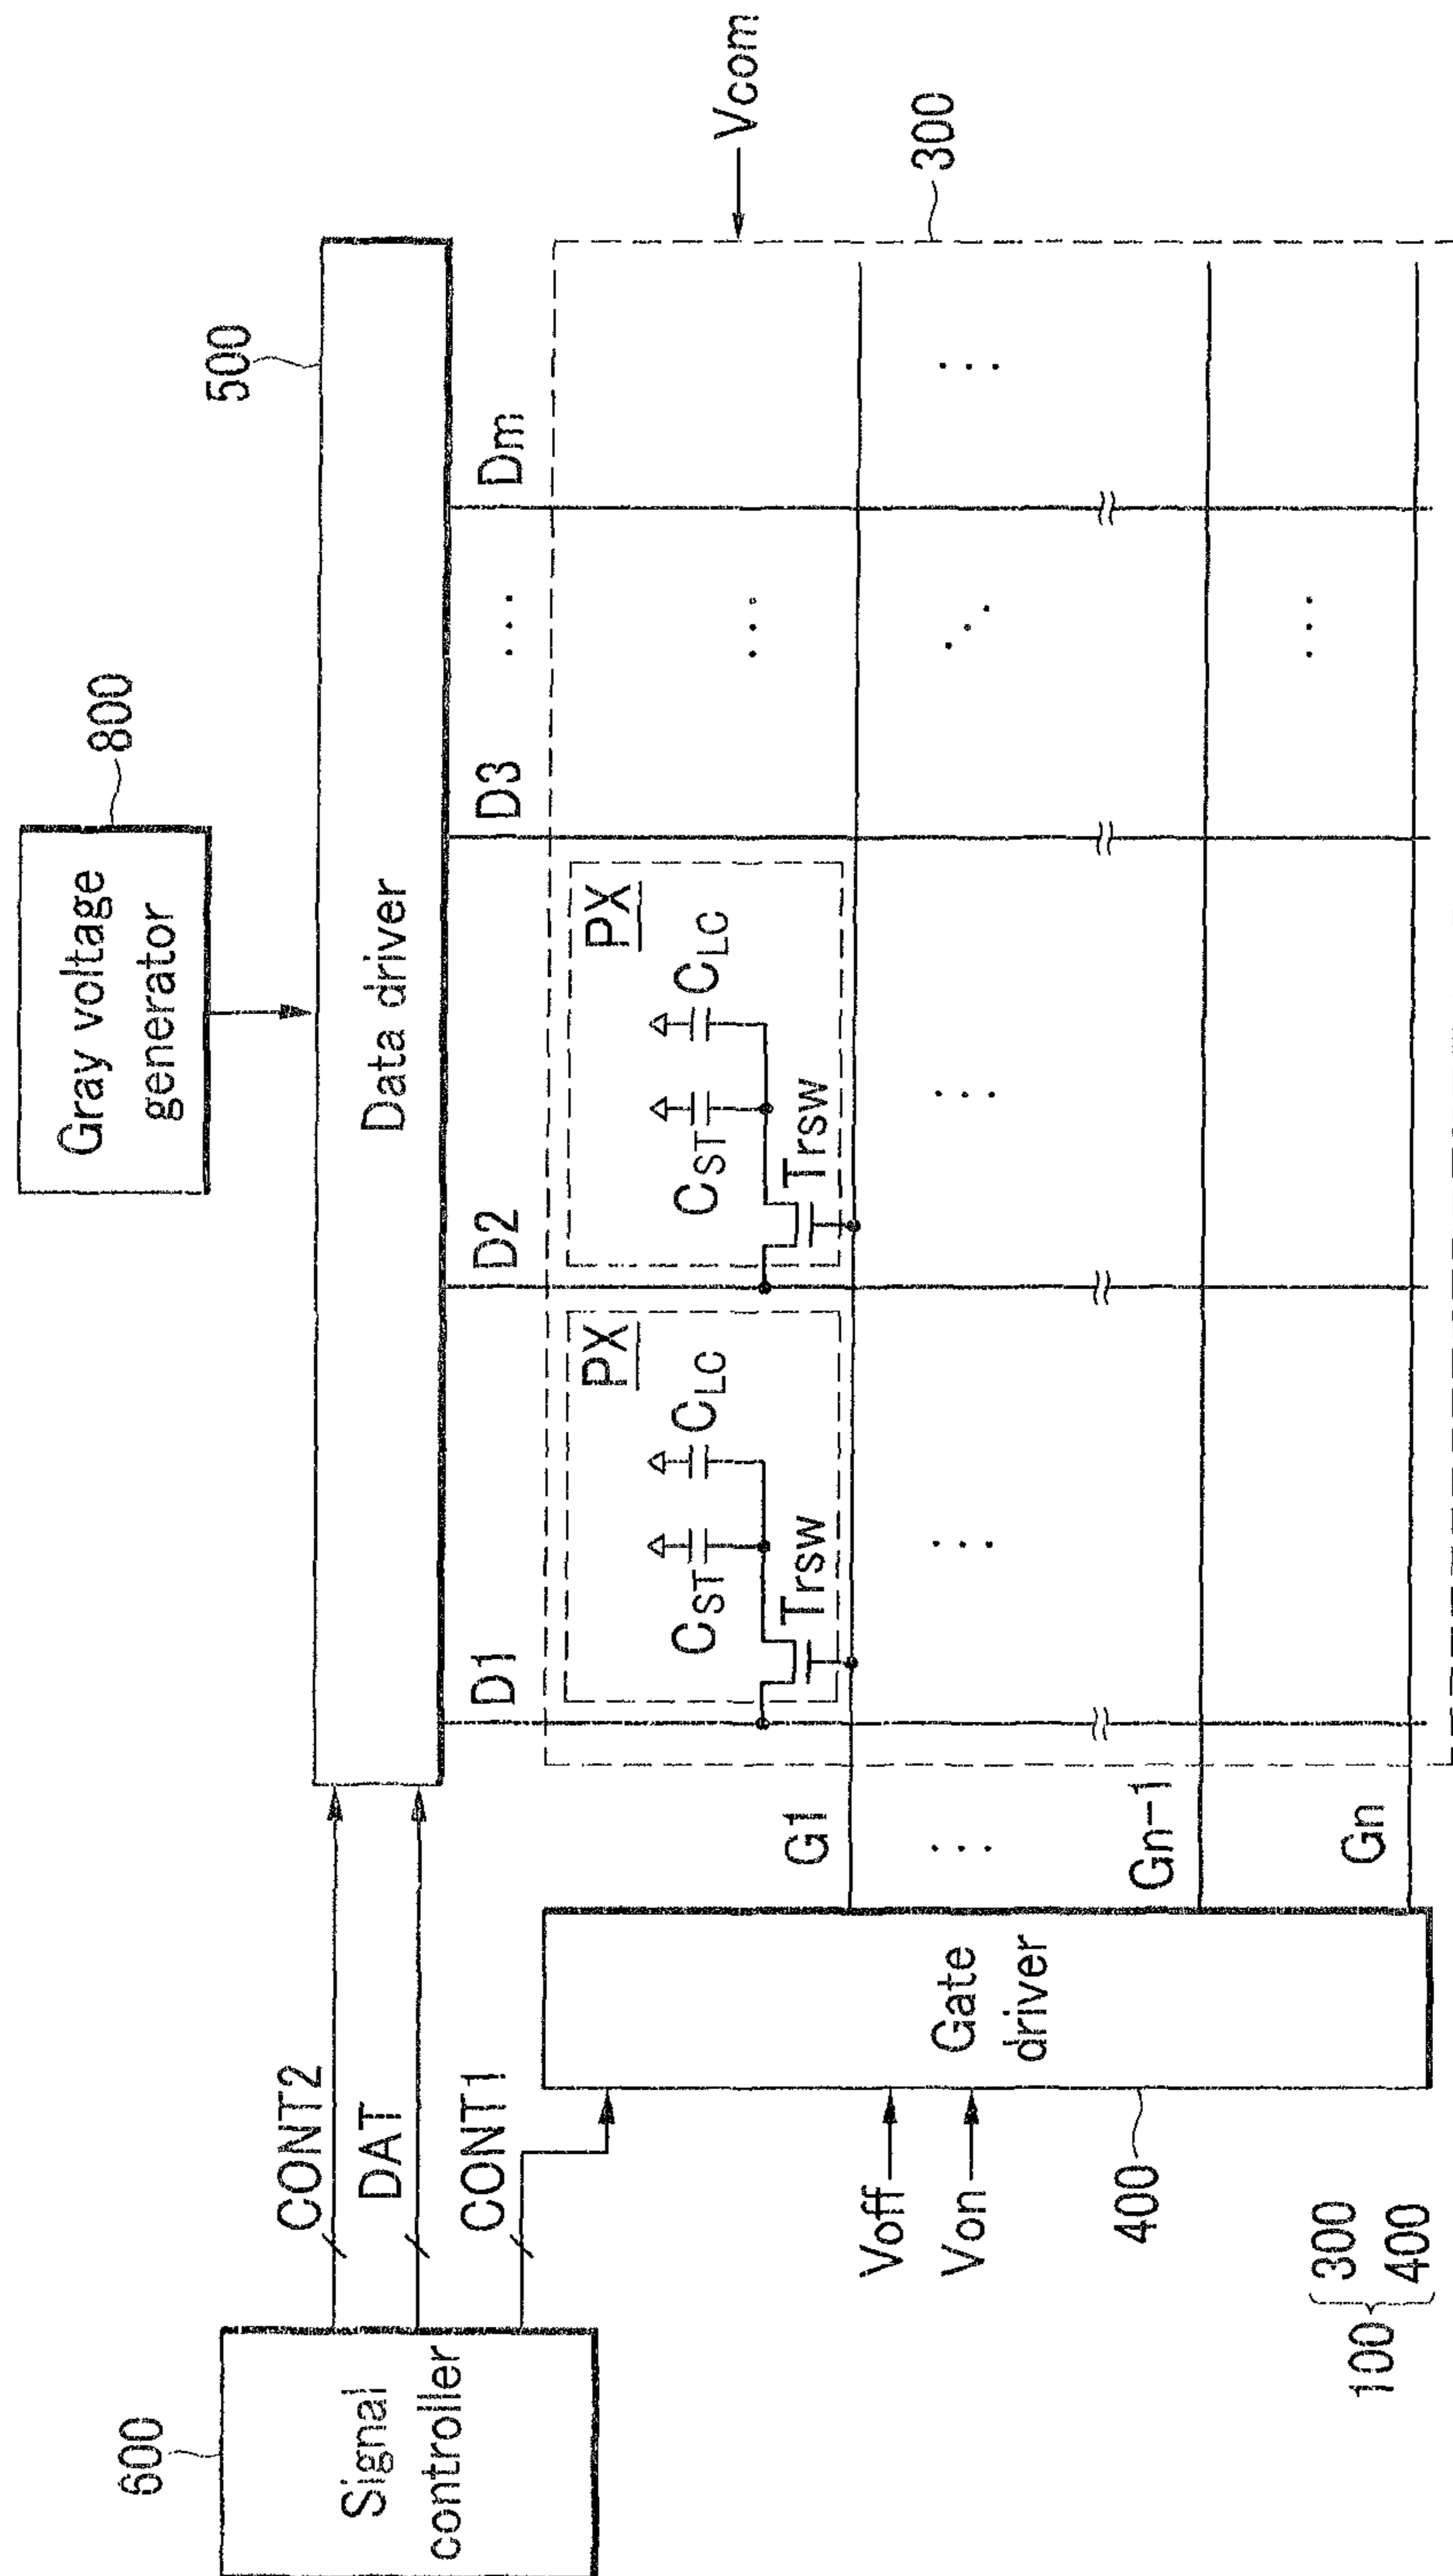 800
Gray voltage
generator
500
Data driver
600
Signal
controller
CONT2
DAT
CONT1
D1
D2
D3
...
Dm
Vcom
300
PX
CST
CLC
Trsw
PX
CST
CLC
Trsw
...
G1
...
...
...
...
Gn-1
Gn
...
Gate
driver
Voff
Von
400
100
300
400